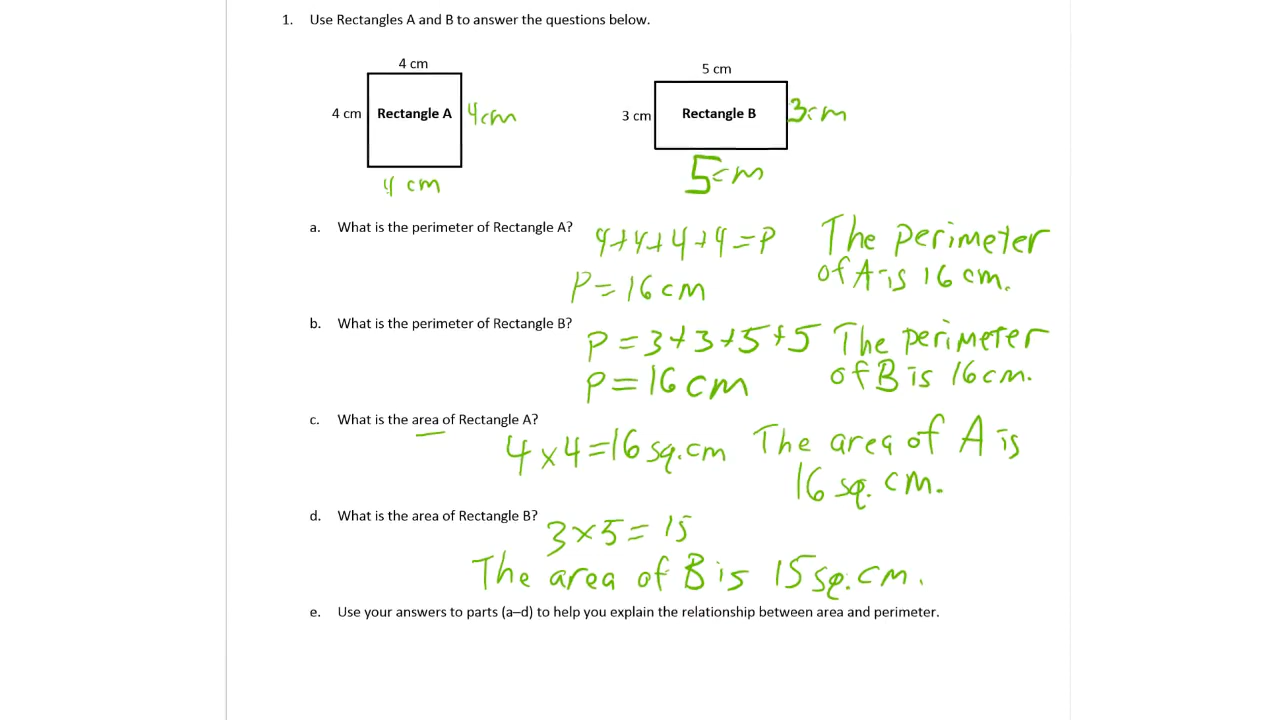 1. Use Rectangles A and B to answer the questions below.
4 cm
5 cm
4 cm Rectangle A 4cm
3 cm Rectangle B 3cm
4 cm
5cm
a. What is the perimeter of Rectangle A? 4+4+4+4=P The perimeter
P=16cm of A is 16 cm.
b. What is the perimeter of Rectangle B? P=3+3+5+5 The perimeter
P=16cm of B is 16cm.
c. What is the area of Rectangle A? 4×4=16 sq.cm The area of A is
16 sq. cm.
d. What is the area of Rectangle B? 3×5=15
The area of B is 15 sq.cm.
e. Use your answers to parts (a–d) to help you explain the relationship between area and perimeter.